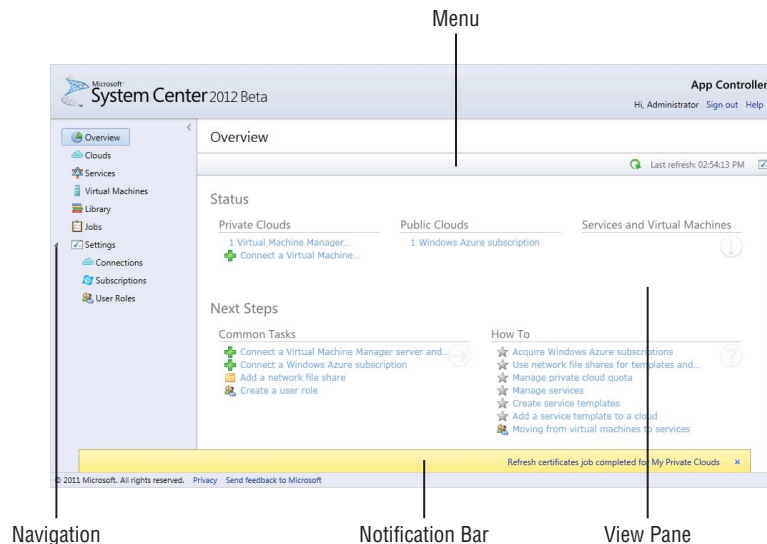 Menu
Microsoft
System Center 2012 Beta
App Controller
Hi, Administrator Sign out Help
Overview
Clouds
Services
Virtual Machines
Library
Jobs
Settings
Connections
Subscriptions
User Roles
Overview
Last refresh: 02:54:13 PM
Status
Private Clouds
1 Virtual Machine Manager...
Connect a Virtual Machine...
Public Clouds
1 Windows Azure subscription
Services and Virtual Machines
Next Steps
Common Tasks
Connect a Virtual Machine Manager server and...
Connect a Windows Azure subscription
Add a network file share
Create a user role
How To
Acquire Windows Azure subscriptions
Use network file shares for templates and...
Manage private cloud quota
Manage services
Create service templates
Add a service template to a cloud
Moving from virtual machines to services
Refresh certificates job completed for My Private Clouds ×
© 2011 Microsoft. All rights reserved. Privacy Send feedback to Microsoft
Navigation
Notification Bar
View Pane